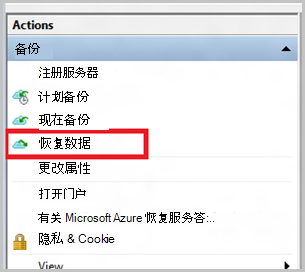 Actions
备份
注册服务器
计划备份
现在备份
恢复数据
更改属性
打开门户
有关 Microsoft Azure 恢复服务答:..
隐私 & Cookie
View